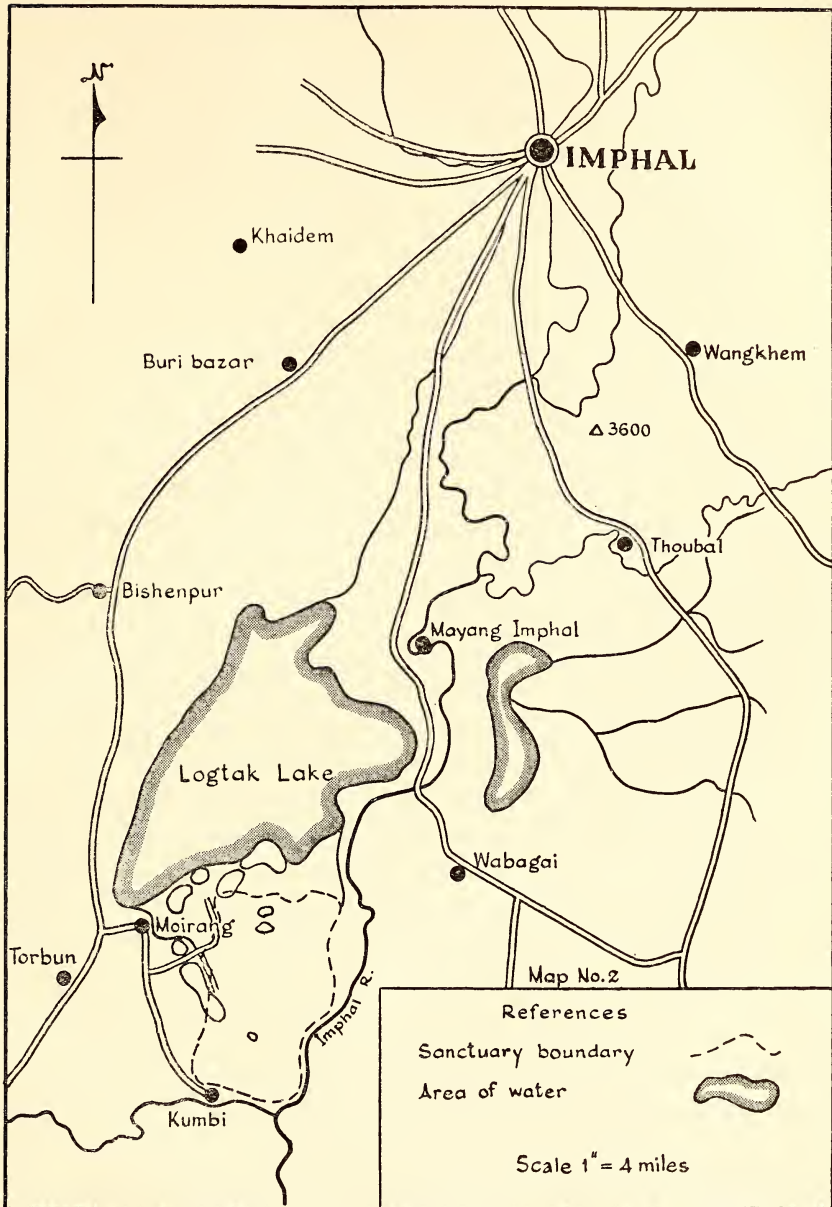 N
IMPHAL
Khaidem
Buri bazar
Wangkhem
△ 3600
Thoubal
Bishenpur
Mayang Imphal
Logtak Lake
Wabagai
Moirang
Torbun
Imphal R.
Kumbi
Map No.2
References
Sanctuary boundary
Area of water
Scale 1" = 4 miles